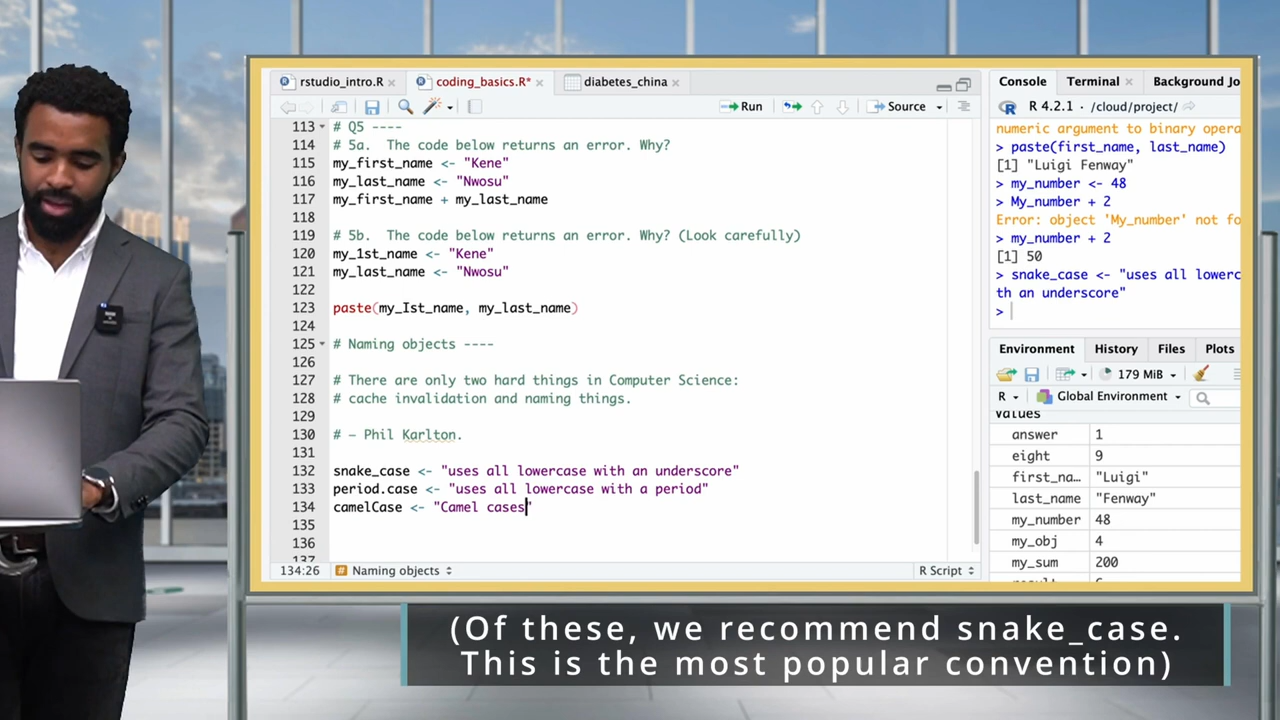 rstudio_intro.R
coding_basics.R*
diabetes_china
Run
Source
113 # Q5 ----
114 # 5a.  The code below returns an error. Why?
115 my_first_name <- "Kene"
116 my_last_name <- "Nwosu"
117 my_first_name + my_last_name
118
119 # 5b.  The code below returns an error. Why? (Look carefully)
120 my_1st_name <- "Kene"
121 my_last_name <- "Nwosu"
122
123 paste(my_Ist_name, my_last_name)
124
125 # Naming objects ----
126
127 # There are only two hard things in Computer Science:
128 # cache invalidation and naming things.
129
130 # – Phil Karlton.
131
132 snake_case <- "uses all lowercase with an underscore"
133 period.case <- "uses all lowercase with a period"
134 camelCase <- "Camel cases"
135
136
137
134:26 # Naming objects
R Script
Console Terminal Background Jo
R R 4.2.1 · /cloud/project/
numeric argument to binary opera
> paste(first_name, last_name)
[1] "Luigi Fenway"
> my_number <- 48
> My_number + 2
Error: object 'My_number' not fo
> my_number + 2
[1] 50
> snake_case <- "uses all lowerc
th an underscore"
>
Environment History Files Plots
179 MiB
R Global Environment
Values
answer 1
eight 9
first_na… "Luigi"
last_name "Fenway"
my_number 48
my_obj 4
my_sum 200
(Of these, we recommend snake_case.
This is the most popular convention)